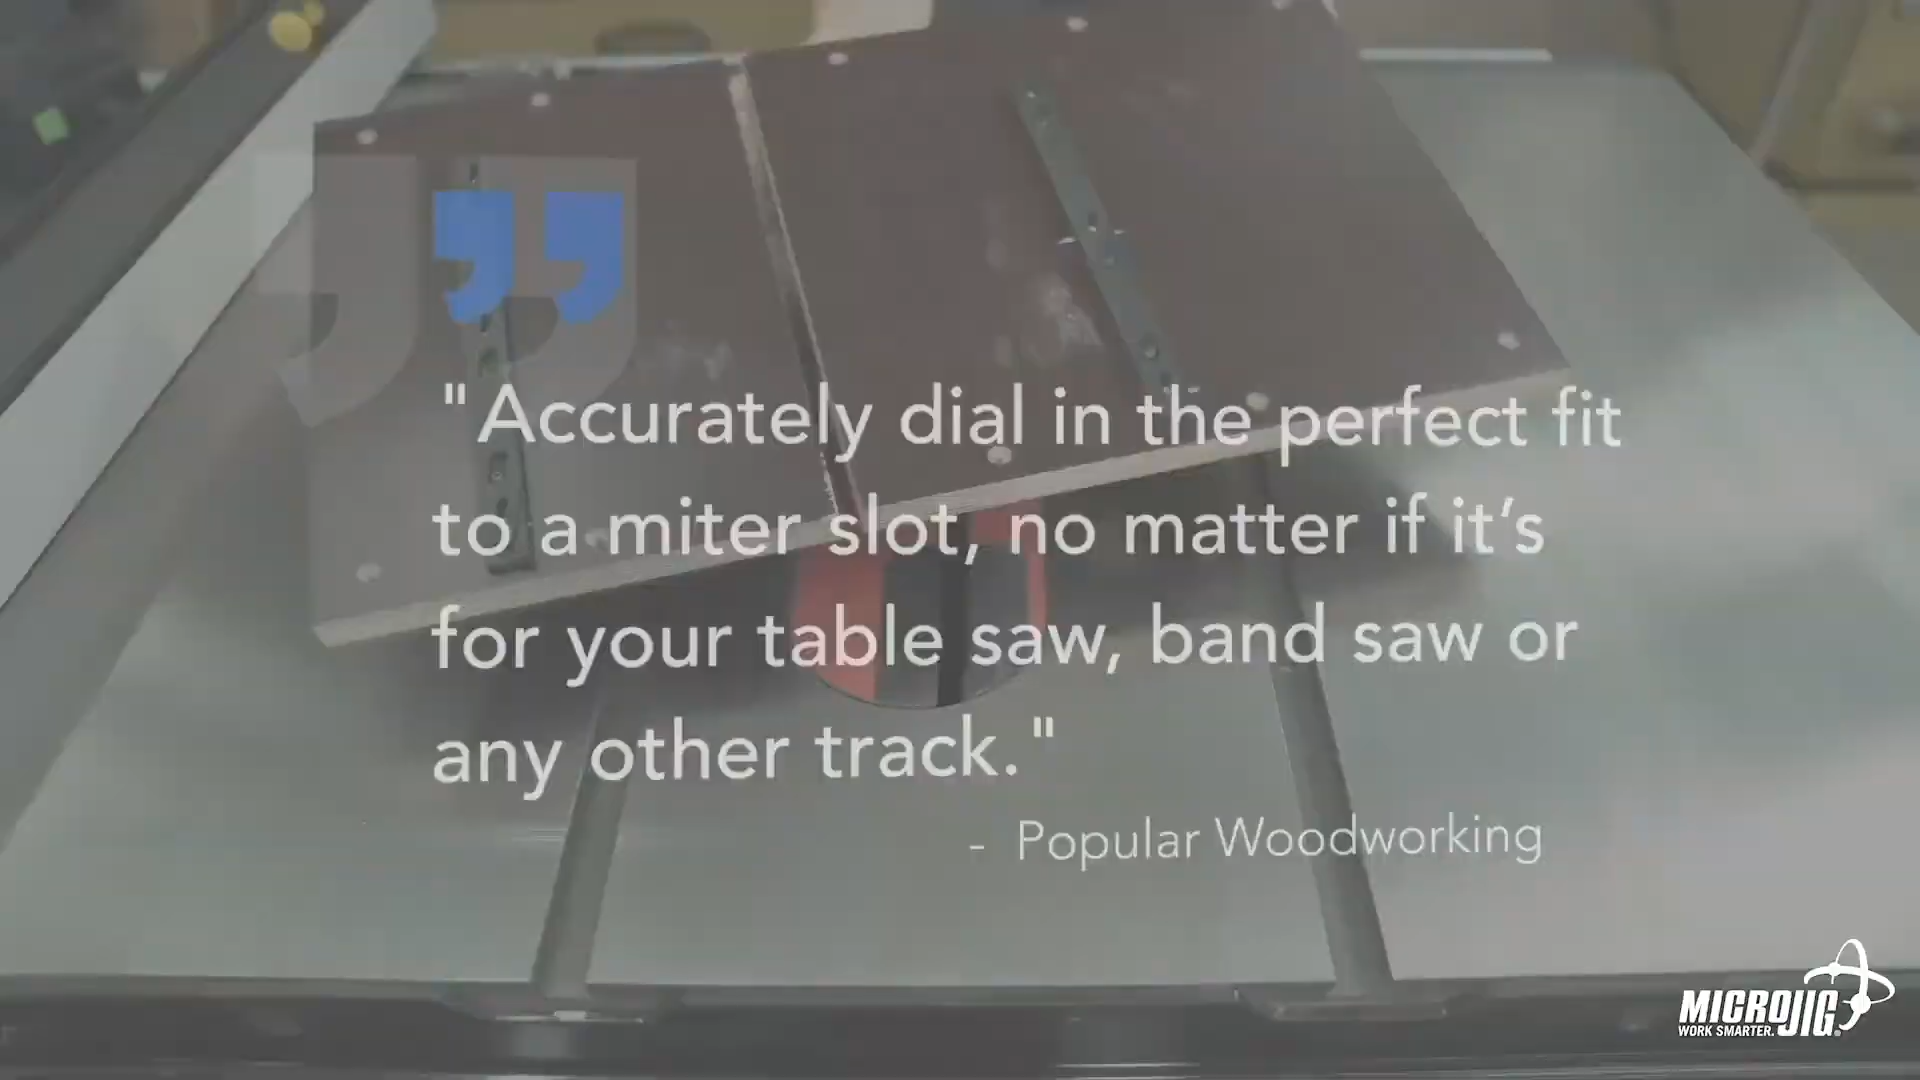 "Accurately dial in the perfect fit
to a miter slot, no matter if it’s
for your table saw, band saw or
any other track."
- Popular Woodworking
MICROJIG®
WORK SMARTER.